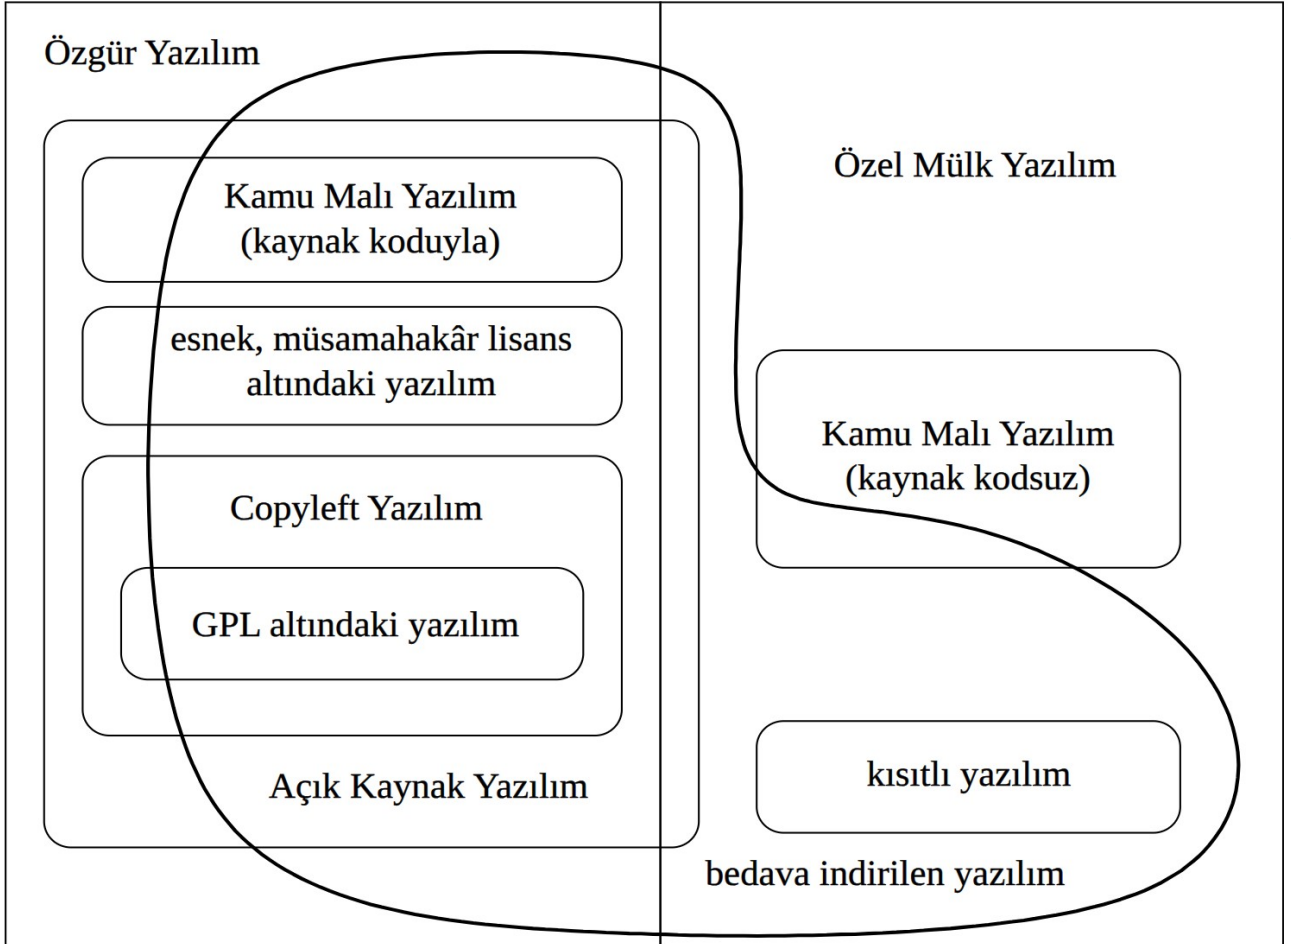 Özgür Yazılım
Özel Mülk Yazılım
Kamu Malı Yazılım
(kaynak koduyla)
esnek, müsamahakâr lisans
altındaki yazılım
Kamu Malı Yazılım
(kaynak kodsuz)
Copyleft Yazılım
GPL altındaki yazılım
Açık Kaynak Yazılım
kısıtlı yazılım
bedava indirilen yazılım